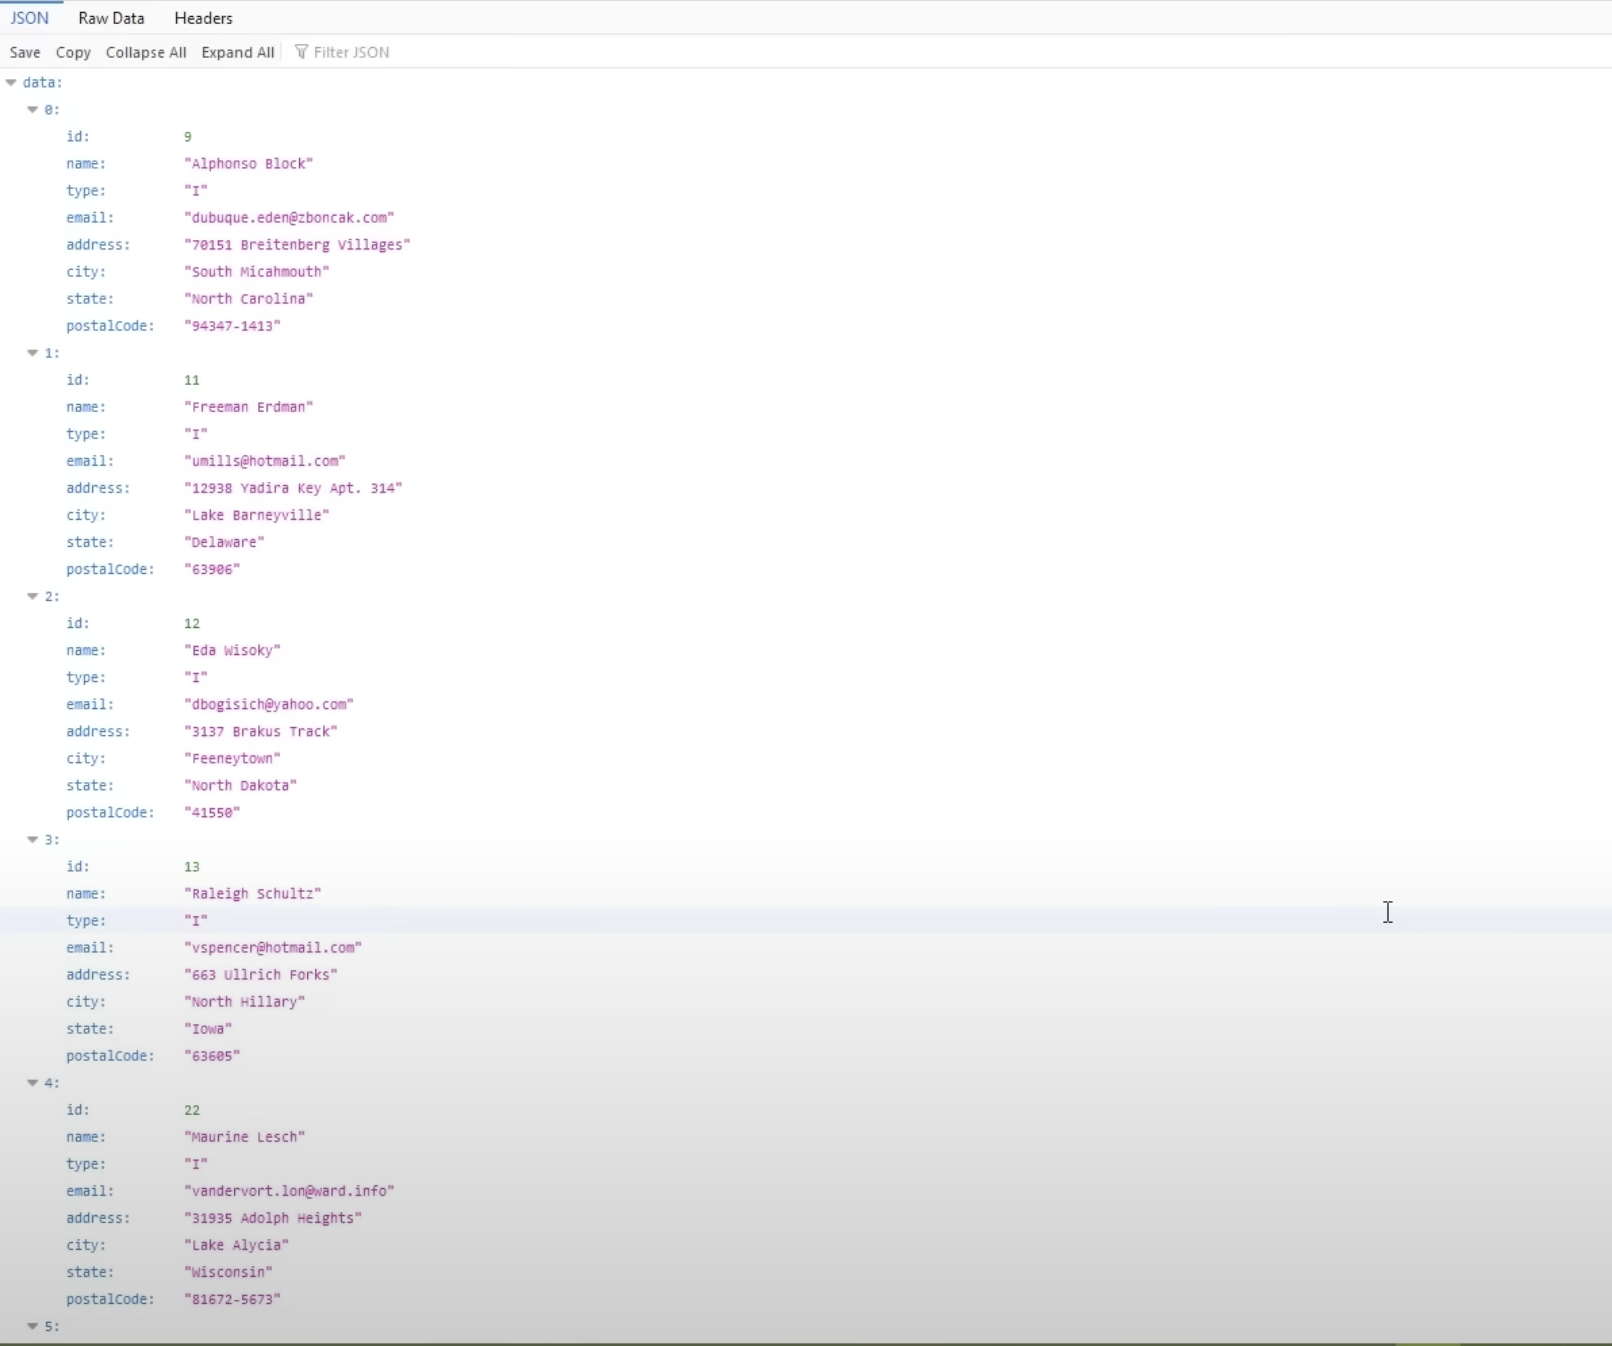 JSON Raw Data Headers
Save Copy Collapse All Expand All Filter JSON
data:
0:
id: 9
name: "Alphonso Block"
type: "I"
email: "dubuque.eden@zboncak.com"
address: "70151 Breitenberg Villages"
city: "South Micahmouth"
state: "North Carolina"
postalCode: "94347-1413"
1:
id: 11
name: "Freeman Erdman"
type: "I"
email: "umills@hotmail.com"
address: "12938 Yadira Key Apt. 314"
city: "Lake Barneyville"
state: "Delaware"
postalCode: "63906"
2:
id: 12
name: "Eda Wisoky"
type: "I"
email: "dbogisich@yahoo.com"
address: "3137 Brakus Track"
city: "Feeneytown"
state: "North Dakota"
postalCode: "41550"
3:
id: 13
name: "Raleigh Schultz"
type: "I"
email: "vspencer@hotmail.com"
address: "663 Ullrich Forks"
city: "North Hillary"
state: "Iowa"
postalCode: "63605"
4:
id: 22
name: "Maurine Lesch"
type: "I"
email: "vandervort.lon@ward.info"
address: "31935 Adolph Heights"
city: "Lake Alycia"
state: "Wisconsin"
postalCode: "81672-5673"
5: